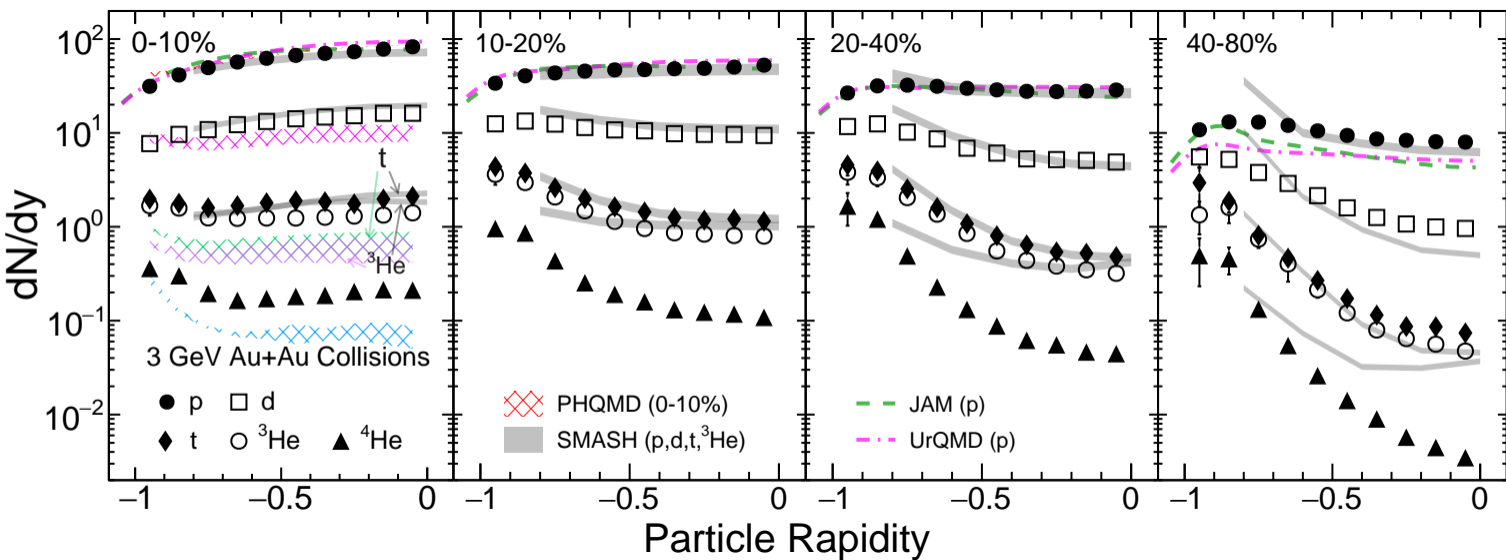 dN/dy
10²
10
1
10⁻¹
10⁻²
0-10%
10-20%
20-40%
40-80%
t
³He
3 GeV Au+Au Collisions
p d
t ³He ⁴He
PHQMD (0-10%)
SMASH (p,d,t,³He)
JAM (p)
UrQMD (p)
−1 −0.5 0 −1 −0.5 0 −1 −0.5 0 −1 −0.5 0
Particle Rapidity